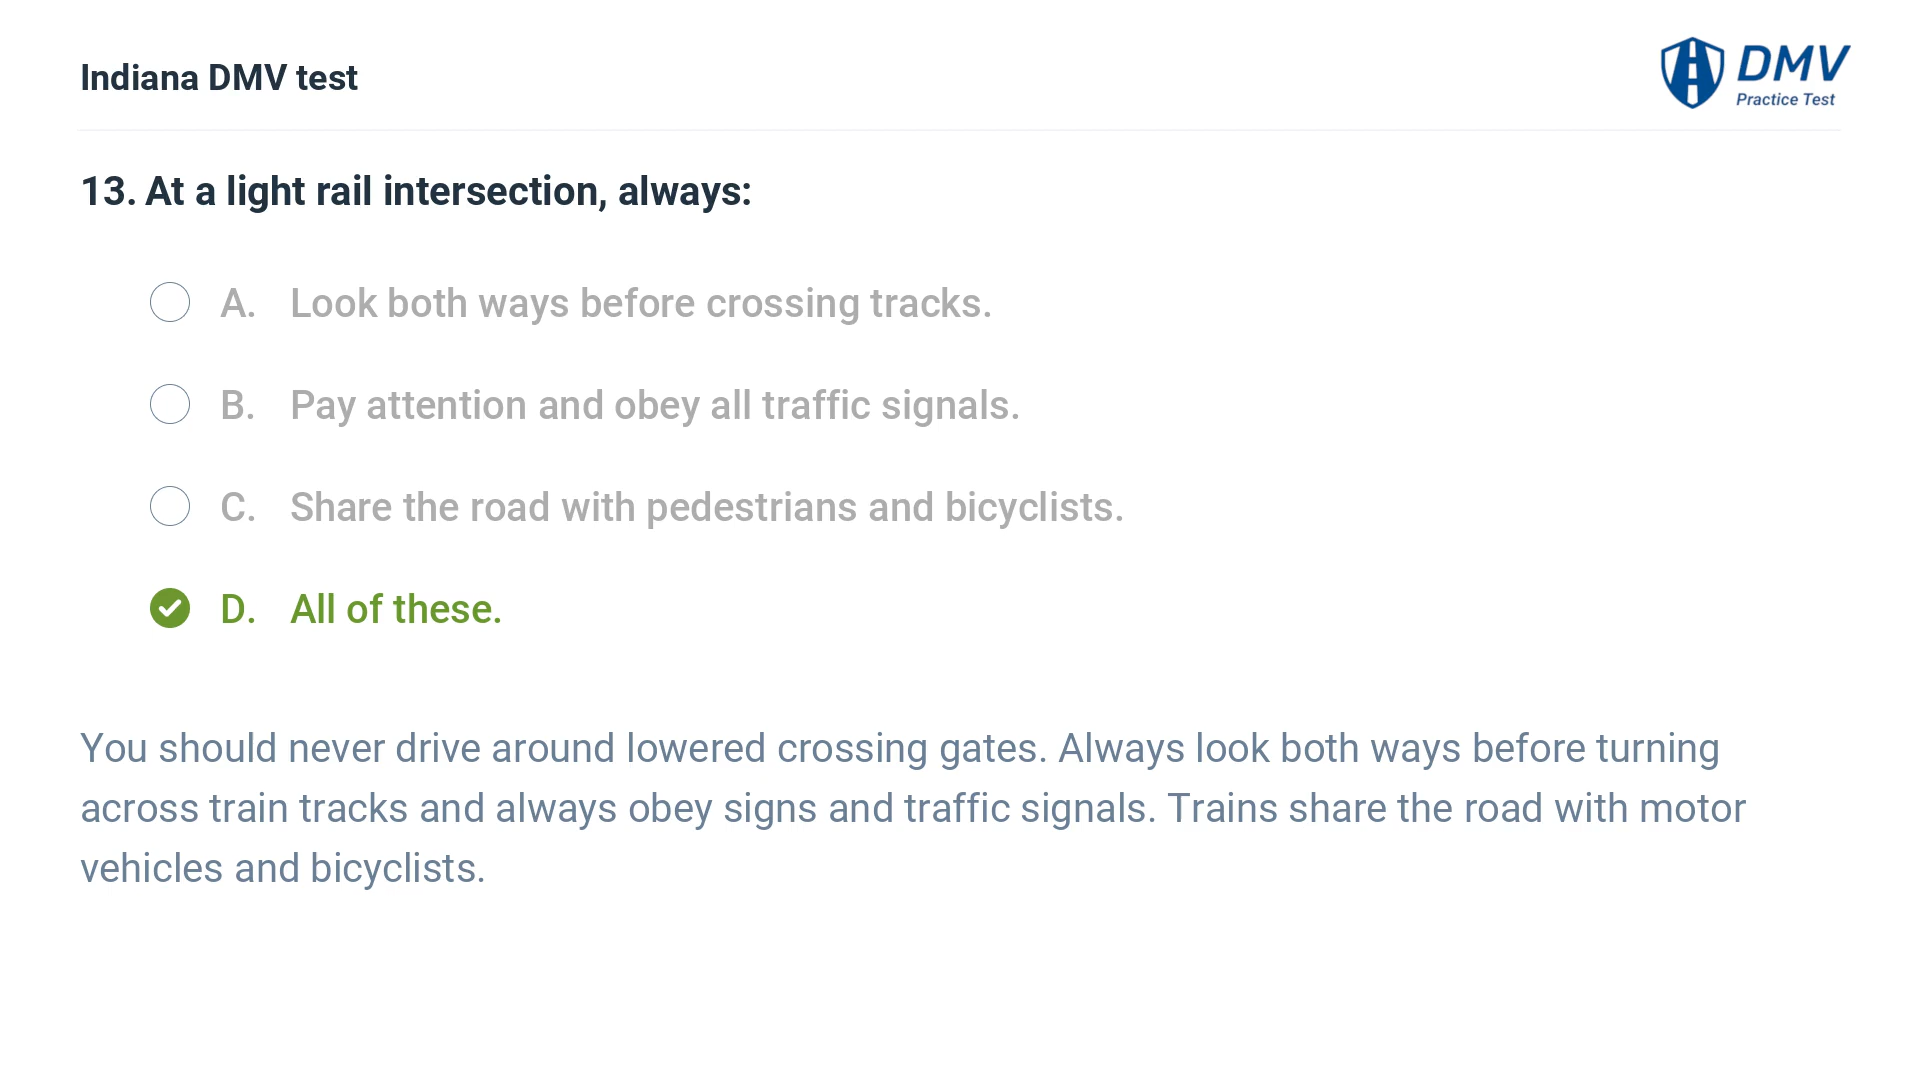 Indiana DMV test
DMV
Practice Test
13. At a light rail intersection, always:
A. Look both ways before crossing tracks.
B. Pay attention and obey all traffic signals.
C. Share the road with pedestrians and bicyclists.
D. All of these.
You should never drive around lowered crossing gates. Always look both ways before turning
across train tracks and always obey signs and traffic signals. Trains share the road with motor
vehicles and bicyclists.